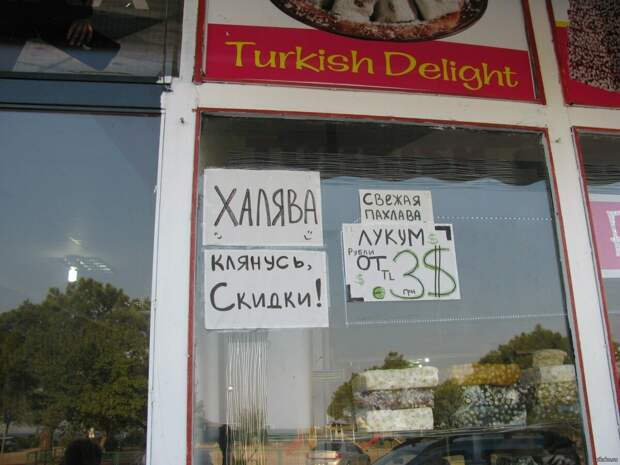 Turkish Delight
ХАЛЯВА
КЛЯНУСЬ,
СКИДКИ!
СВЕЖАЯ
ПАХЛАВА
ЛУКУМ $
РУБЛИ
ОТ TL 3$
$
ГРН